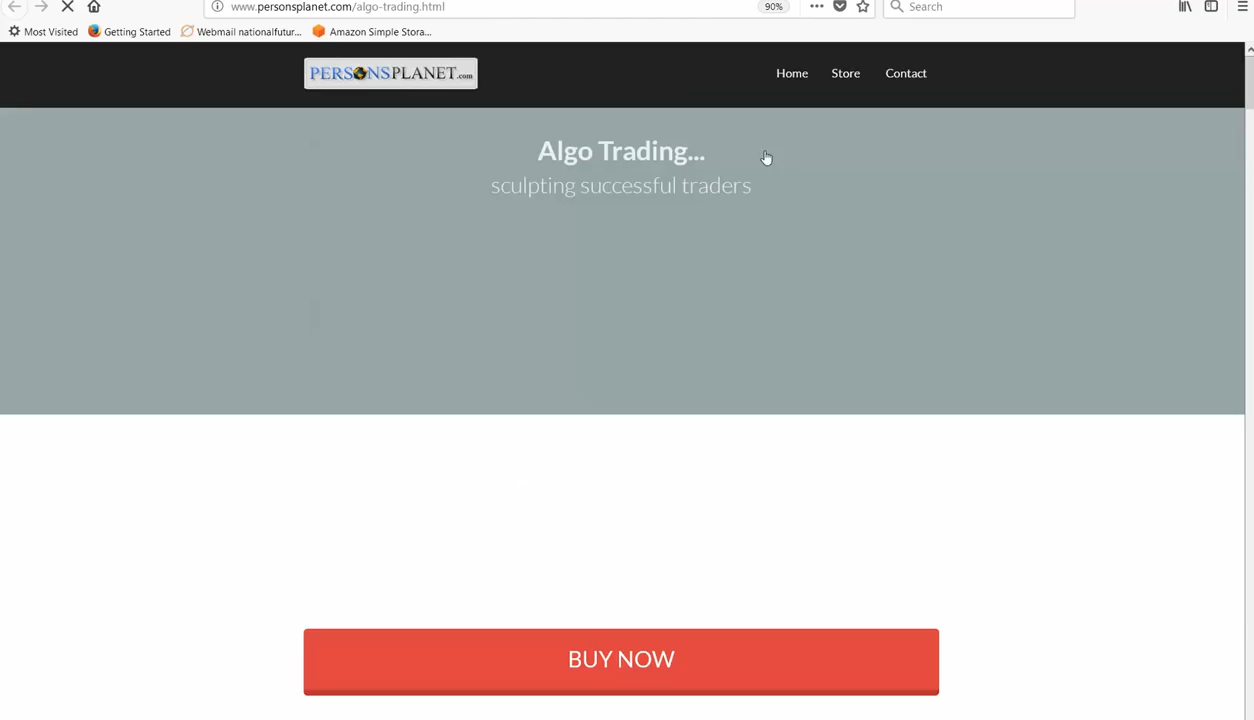 www.personsplanet.com/algo-trading.html
90%
Search
Most Visited
Getting Started
Webmail nationalfutur...
Amazon Simple Stora...
PERSONSPLANET.com
Home
Store
Contact
Algo Trading...
sculpting successful traders
BUY NOW